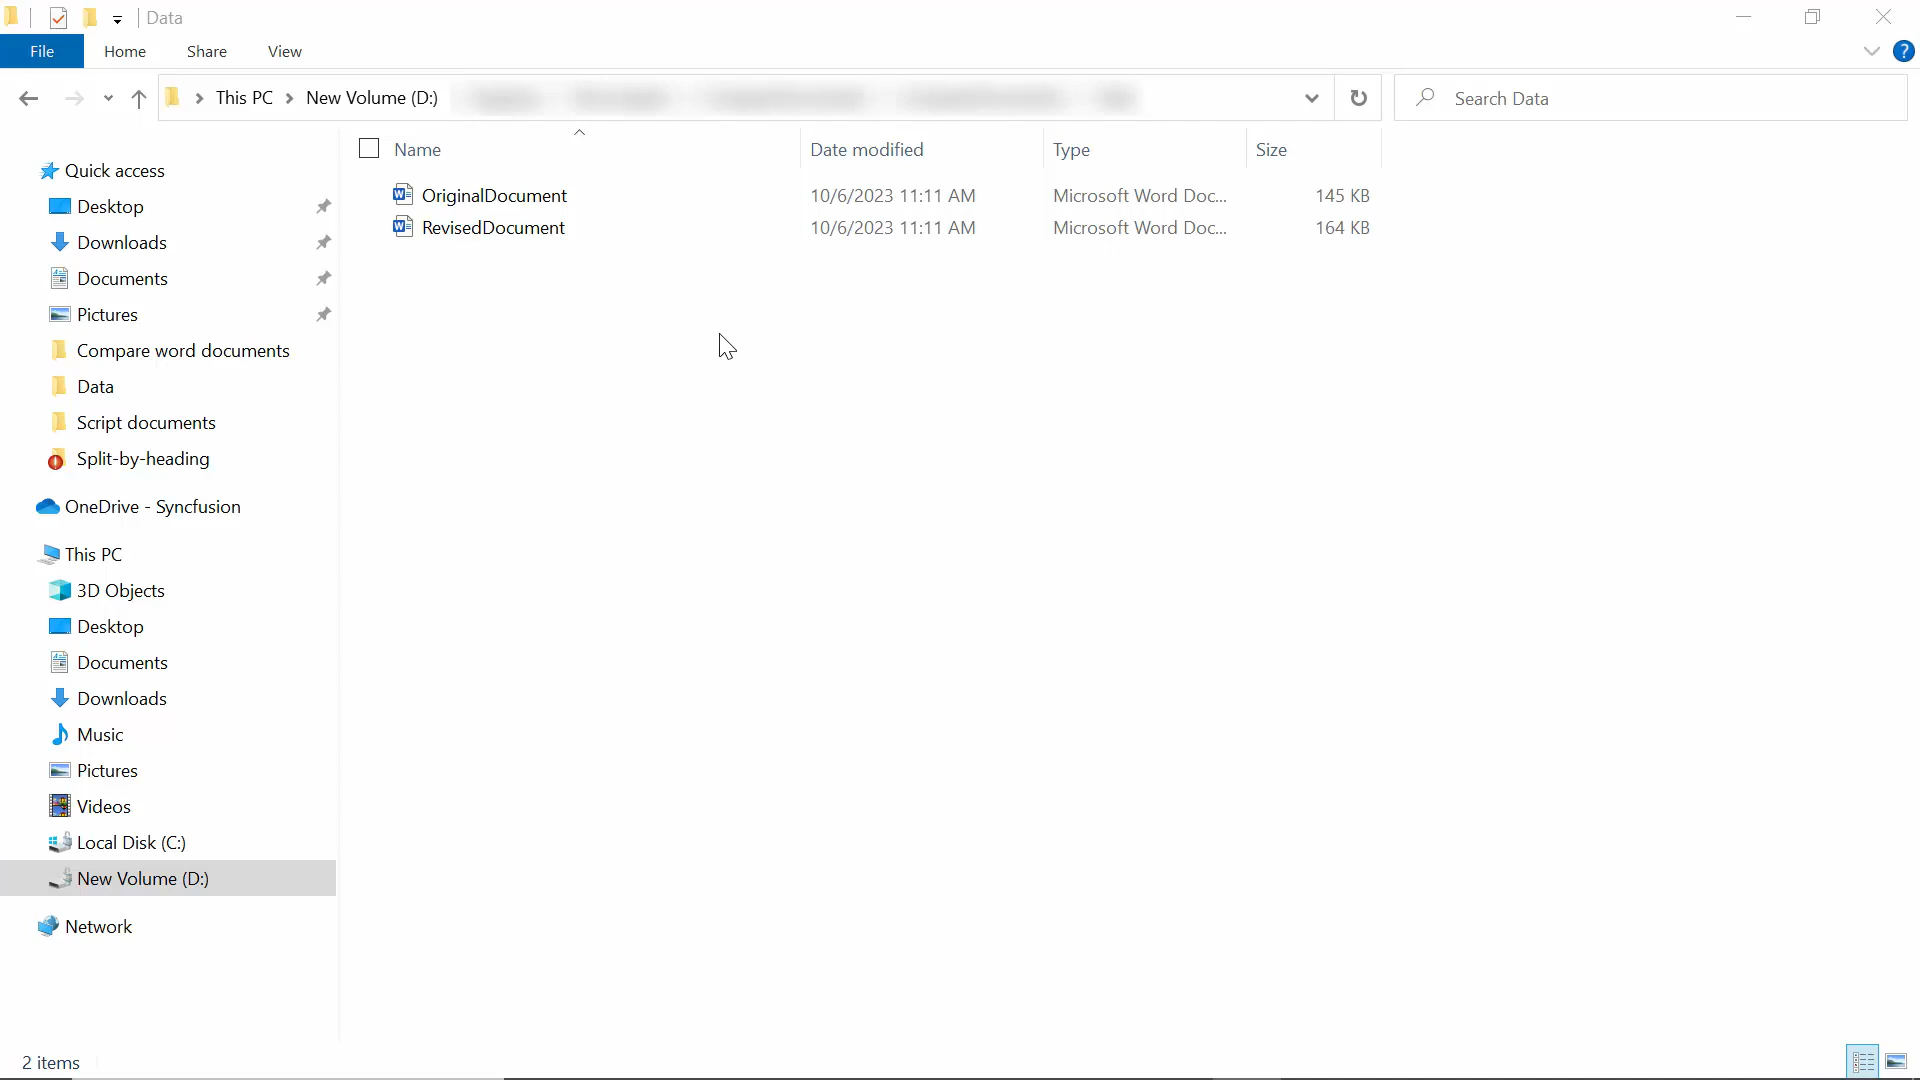 Data
File Home Share View
This PC New Volume (D:)
Search Data
Name Date modified Type Size
OriginalDocument 10/6/2023 11:11 AM Microsoft Word Doc... 145 KB
RevisedDocument 10/6/2023 11:11 AM Microsoft Word Doc... 164 KB
Quick access
Desktop
Downloads
Documents
Pictures
Compare word documents
Data
Script documents
Split-by-heading
OneDrive - Syncfusion
This PC
3D Objects
Desktop
Documents
Downloads
Music
Pictures
Videos
Local Disk (C:)
New Volume (D:)
Network
2 items